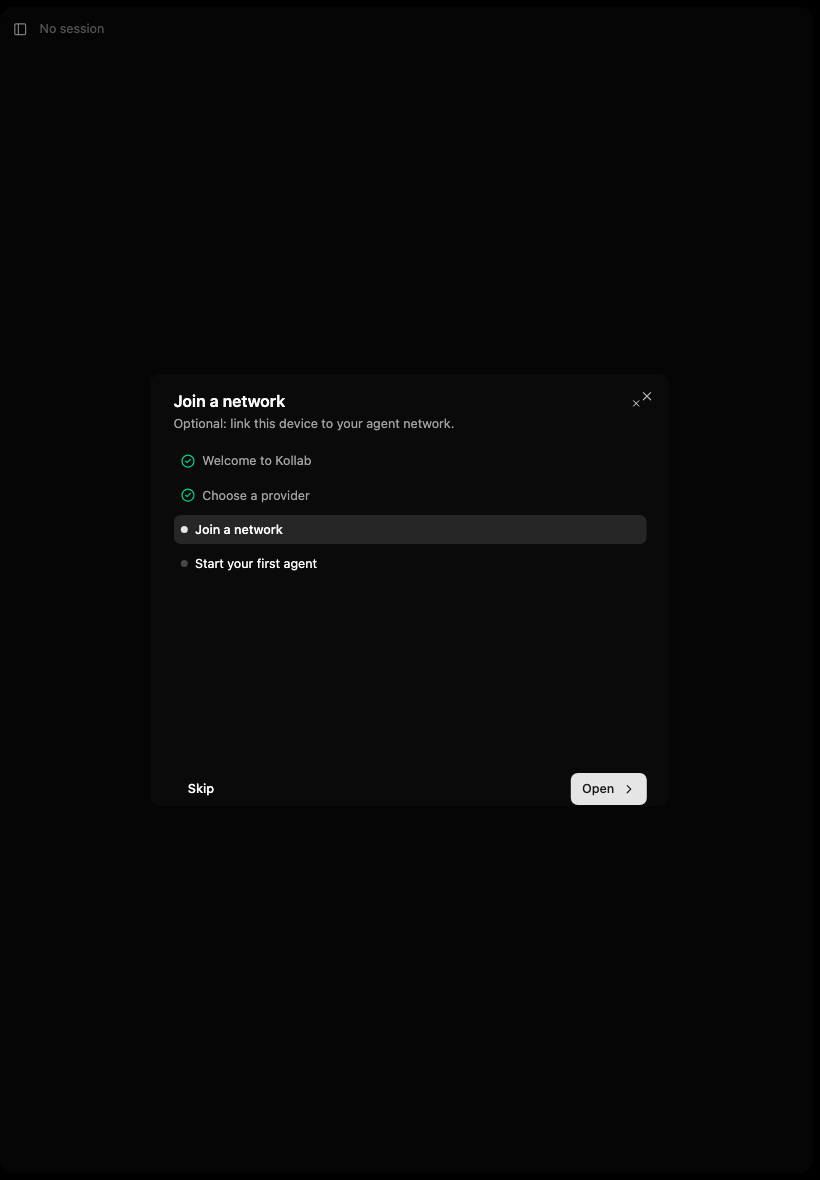 No session
Join a network
Optional: link this device to your agent network.
Welcome to Kollab
Choose a provider
Join a network
Start your first agent
Skip
Open